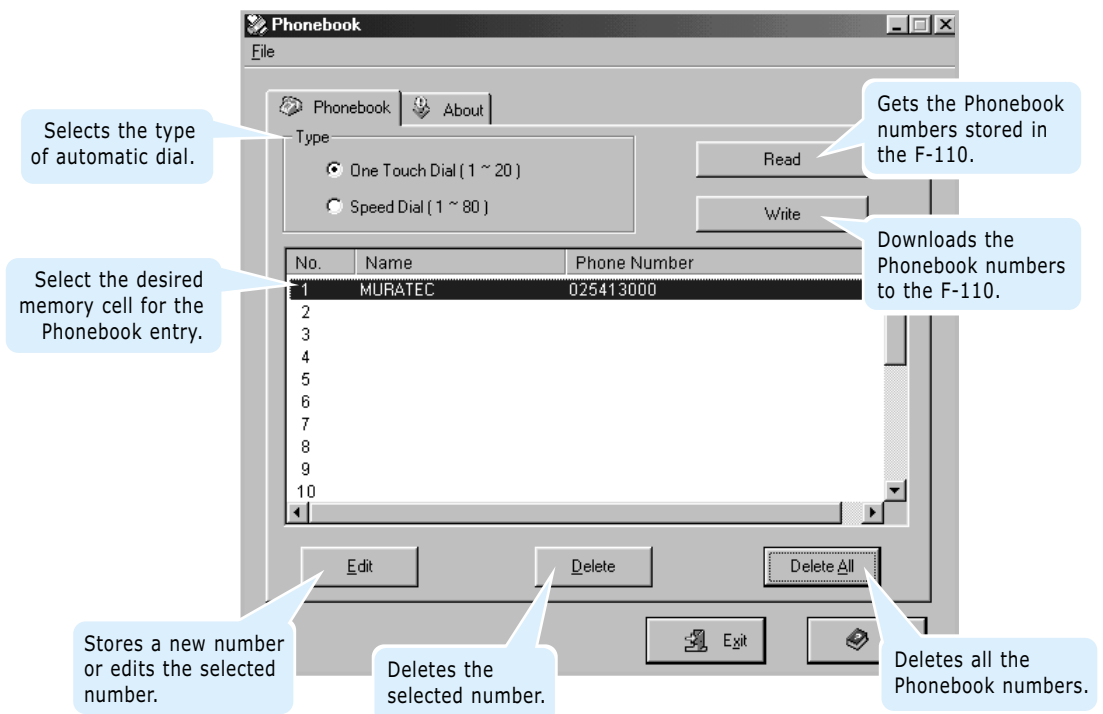 Phonebook
File
Phonebook
About
Selects the type
of automatic dial.
Type
One Touch Dial ( 1 ~ 20 )
Speed Dial ( 1 ~ 80 )
Read
Write
Gets the Phonebook
numbers stored in
the F-110.
Downloads the
Phonebook numbers
to the F-110.
Select the desired
memory cell for the
Phonebook entry.
No. Name Phone Number
1 MURATEC 025413000
2
3
4
5
6
7
8
9
10
Edit
Delete
Delete All
Exit
Stores a new number
or edits the selected
number.
Deletes the
selected number.
Deletes all the
Phonebook numbers.